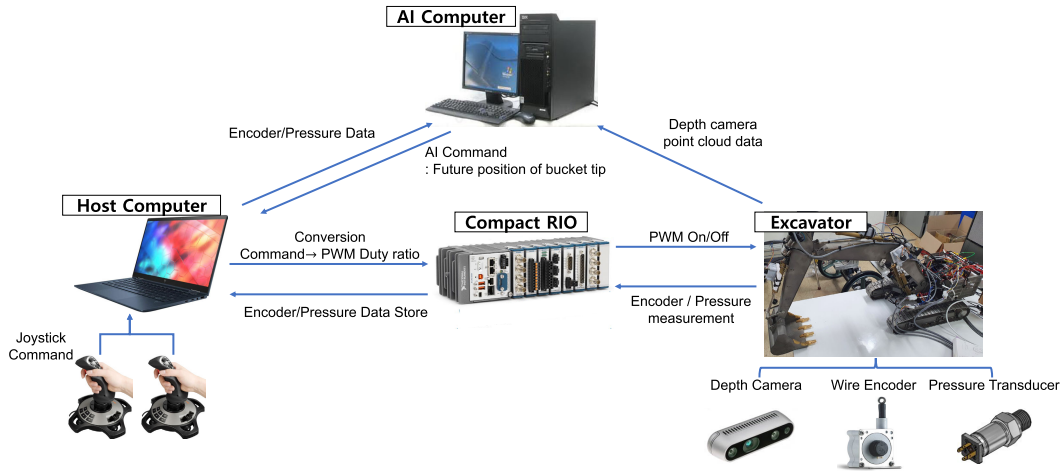 AI Computer
Encoder/Pressure Data
AI Command
: Future position of bucket tip
Depth camera
point cloud data
Host Computer
Compact RIO
Excavator
Conversion
Command→ PWM Duty ratio
PWM On/Off
Encoder/Pressure Data Store
Encoder / Pressure
measurement
Joystick
Command
Depth Camera
Wire Encoder
Pressure Transducer